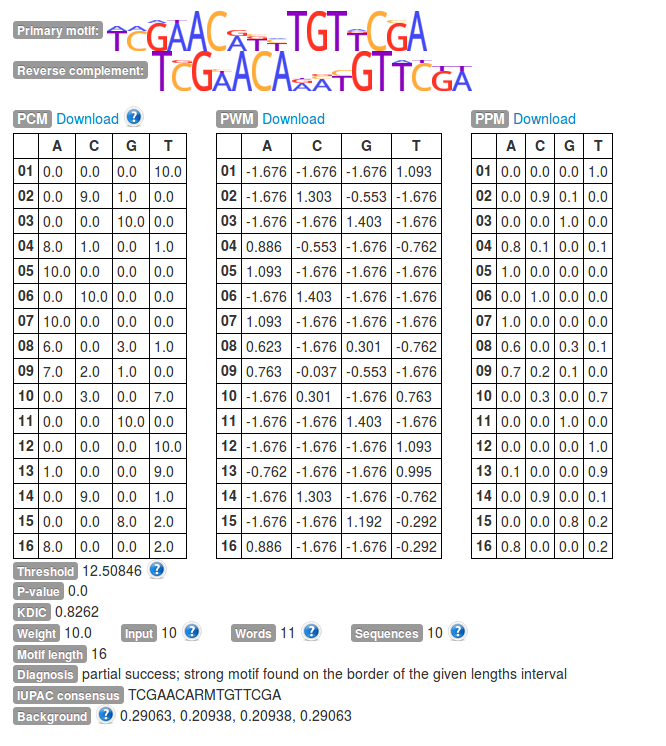 Primary motif: TCGAAC TGTTCGA
Reverse complement: TCGAACA GTTCGA
PCM Download ? PWM Download PPM Download
A C G T A C G T A C G T
01 0.0 0.0 0.0 10.0 01 -1.676 -1.676 -1.676 1.093 01 0.0 0.0 0.0 1.0
02 0.0 9.0 1.0 0.0 02 -1.676 1.303 -0.553 -1.676 02 0.0 0.9 0.1 0.0
03 0.0 0.0 10.0 0.0 03 -1.676 -1.676 1.403 -1.676 03 0.0 0.0 1.0 0.0
04 8.0 1.0 0.0 1.0 04 0.886 -0.553 -1.676 -0.762 04 0.8 0.1 0.0 0.1
05 10.0 0.0 0.0 0.0 05 1.093 -1.676 -1.676 -1.676 05 1.0 0.0 0.0 0.0
06 0.0 10.0 0.0 0.0 06 -1.676 1.403 -1.676 -1.676 06 0.0 1.0 0.0 0.0
07 10.0 0.0 0.0 0.0 07 1.093 -1.676 -1.676 -1.676 07 1.0 0.0 0.0 0.0
08 6.0 0.0 3.0 1.0 08 0.623 -1.676 0.301 -0.762 08 0.6 0.0 0.3 0.1
09 7.0 2.0 1.0 0.0 09 0.763 -0.037 -0.553 -1.676 09 0.7 0.2 0.1 0.0
10 0.0 3.0 0.0 7.0 10 -1.676 0.301 -1.676 0.763 10 0.0 0.3 0.0 0.7
11 0.0 0.0 10.0 0.0 11 -1.676 -1.676 1.403 -1.676 11 0.0 0.0 1.0 0.0
12 0.0 0.0 0.0 10.0 12 -1.676 -1.676 -1.676 1.093 12 0.0 0.0 0.0 1.0
13 1.0 0.0 0.0 9.0 13 -0.762 -1.676 -1.676 0.995 13 0.1 0.0 0.0 0.9
14 0.0 9.0 0.0 1.0 14 -1.676 1.303 -1.676 -0.762 14 0.0 0.9 0.0 0.1
15 0.0 0.0 8.0 2.0 15 -1.676 -1.676 1.192 -0.292 15 0.0 0.0 0.8 0.2
16 8.0 0.0 0.0 2.0 16 0.886 -1.676 -1.676 -0.292 16 0.8 0.0 0.0 0.2
Threshold 12.50846 ?
P-value 0.0
KDIC 0.8262
Weight 10.0 Input 10 ? Words 11 ? Sequences 10 ?
Motif length 16
Diagnosis partial success; strong motif found on the border of the given lengths interval
IUPAC consensus TCGAACARMTGTTCGA
Background ? 0.29063, 0.20938, 0.20938, 0.29063